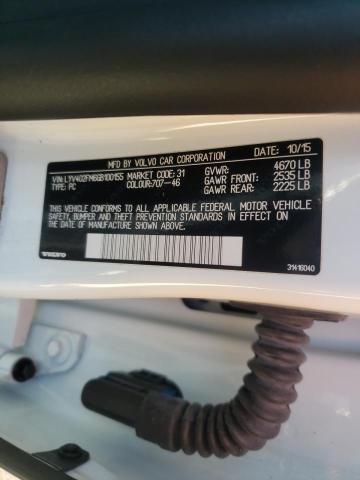 MFD BY VOLVO CAR CORPORATION DATE: 10/15
VIN: LYV402FM6GB100155 MARKET CODE: 31 GVWR: 4670 LB
TYPE: PC COLOUR:707-46 GAWR FRONT: 2535 LB
GAWR REAR: 2225 LB
THIS VEHICLE CONFORMS TO ALL APPLICABLE FEDERAL MOTOR VEHICLE
SAFETY, BUMPER AND THEFT PREVENTION STANDARDS IN EFFECT ON
THE DATE OF MANUFACTURE SHOWN ABOVE.
31416040
VOLVO